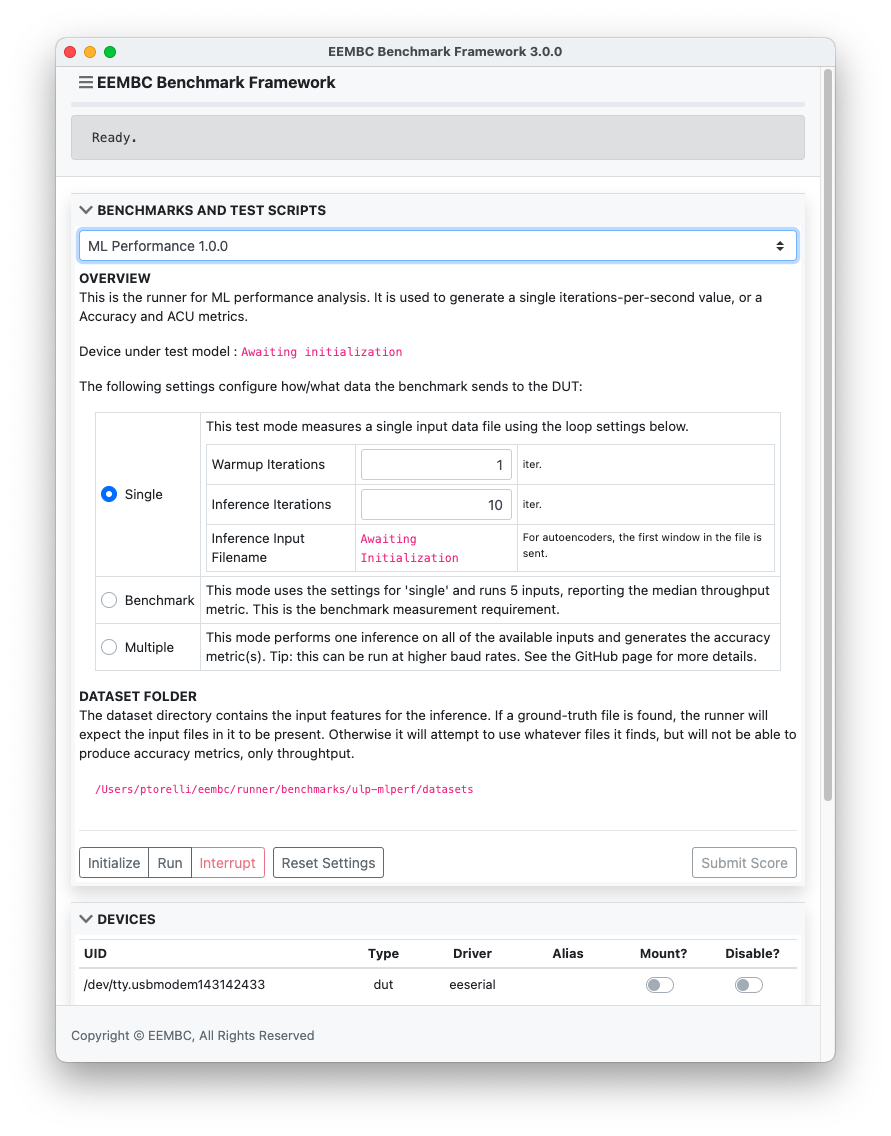 EEMBC Benchmark Framework 3.0.0
EEMBC Benchmark Framework
Ready.
BENCHMARKS AND TEST SCRIPTS
ML Performance 1.0.0
OVERVIEW
This is the runner for ML performance analysis. It is used to generate a single iterations-per-second value, or a
Accuracy and ACU metrics.
Device under test model : Awaiting initialization
The following settings configure how/what data the benchmark sends to the DUT:
Single
This test mode measures a single input data file using the loop settings below.
Warmup Iterations 1 iter.
Inference Iterations 10 iter.
Inference Input
Filename
Awaiting
Initialization
For autoencoders, the first window in the file is
sent.
Benchmark
This mode uses the settings for 'single' and runs 5 inputs, reporting the median throughput
metric. This is the benchmark measurement requirement.
Multiple
This mode performs one inference on all of the available inputs and generates the accuracy
metric(s). Tip: this can be run at higher baud rates. See the GitHub page for more details.
DATASET FOLDER
The dataset directory contains the input features for the inference. If a ground-truth file is found, the runner will
expect the input files in it to be present. Otherwise it will attempt to use whatever files it finds, but will not be able to
produce accuracy metrics, only throughtput.
/Users/ptorelli/eembc/runner/benchmarks/ulp-mlperf/datasets
Initialize Run Interrupt Reset Settings Submit Score
DEVICES
UID Type Driver Alias Mount? Disable?
/dev/tty.usbmodem143142433 dut eeserial
Copyright © EEMBC, All Rights Reserved